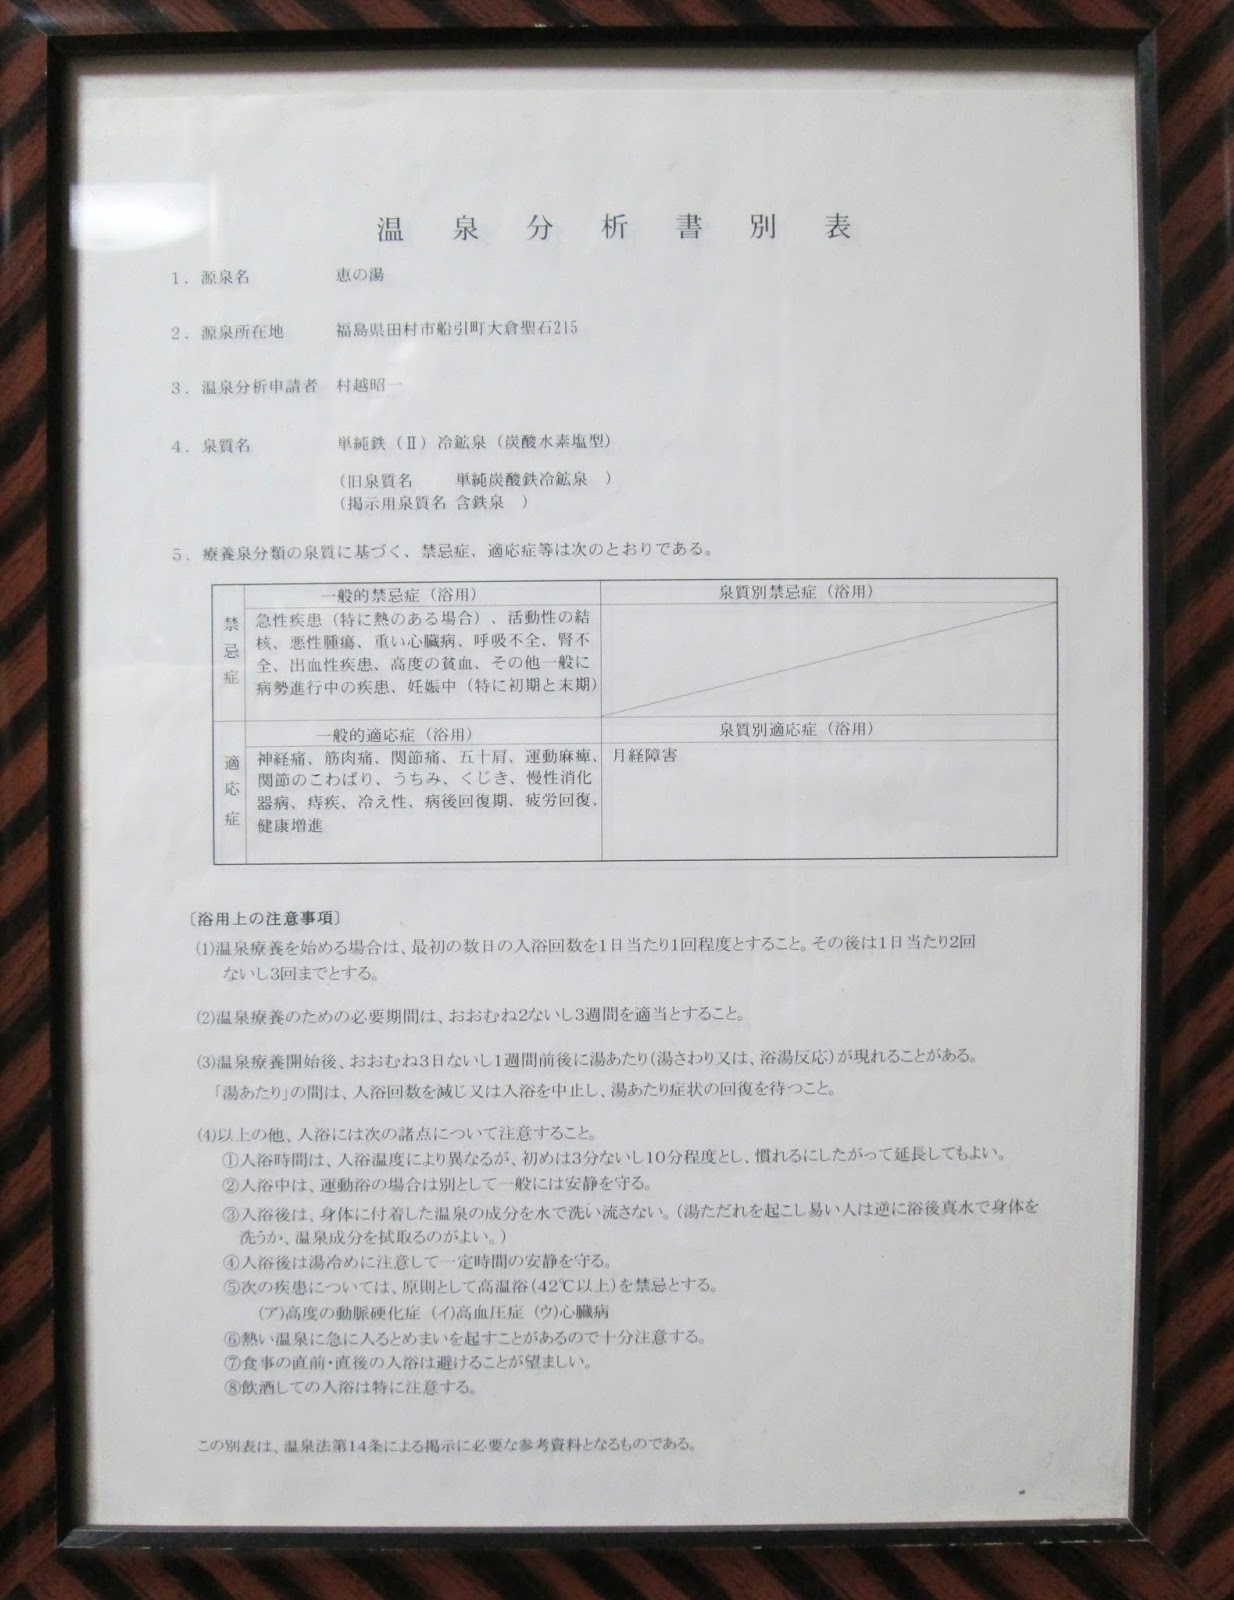 温泉分析書別表
1．源泉名　恵の湯
2．源泉所在地　福島県田村市船引町大倉聖石215
3．温泉分析申請者　村越昭一
4．泉質名　単純鉄（Ⅱ）冷鉱泉（炭酸水素塩型）
（旧泉質名　単純炭酸鉄冷鉱泉　）
（掲示用泉質名 含鉄泉　）
5．療養泉分類の泉質に基づく、禁忌症、適応症等は次のとおりである。
禁忌症
一般的禁忌症（浴用）
急性疾患（特に熱のある場合）、活動性の結
核、悪性腫瘍、重い心臓病、呼吸不全、腎不
全、出血性疾患、高度の貧血、その他一般に
病勢進行中の疾患、妊娠中（特に初期と末期）
泉質別禁忌症（浴用）
適応症
一般的適応症（浴用）
神経痛、筋肉痛、関節痛、五十肩、運動麻痺、
関節のこわばり、うちみ、くじき、慢性消化
器病、痔疾、冷え性、病後回復期、疲労回復、
健康増進
泉質別適応症（浴用）
月経障害
〔浴用上の注意事項〕
(1)温泉療養を始める場合は、最初の数日の入浴回数を1日当たり1回程度とすること。その後は1日当たり2回
ないし3回までとする。
(2)温泉療養のための必要期間は、おおむね2ないし3週間を適当とすること。
(3)温泉療養開始後、おおむね3日ないし1週間前後に湯あたり(湯さわり又は、浴湯反応)が現れることがある。
「湯あたり」の間は、入浴回数を減じ又は入浴を中止し、湯あたり症状の回復を待つこと。
(4)以上の他、入浴には次の諸点について注意すること。
①入浴時間は、入浴温度により異なるが、初めは3分ないし10分程度とし、慣れるにしたがって延長してもよい。
②入浴中は、運動浴の場合は別として一般には安静を守る。
③入浴後は、身体に付着した温泉の成分を水で洗い流さない。(湯ただれを起こし易い人は逆に浴後真水で身体を
洗うか、温泉成分を拭取るのがよい。)
④入浴後は湯冷めに注意して一定時間の安静を守る。
⑤次の疾患については、原則として高温浴(42℃以上)を禁忌とする。
(ア)高度の動脈硬化症 (イ)高血圧症 (ウ)心臓病
⑥熱い温泉に急に入るとめまいを起すことがあるので十分注意する。
⑦食事の直前・直後の入浴は避けることが望ましい。
⑧飲酒しての入浴は特に注意する。
この別表は、温泉法第14条による掲示に必要な参考資料となるものである。